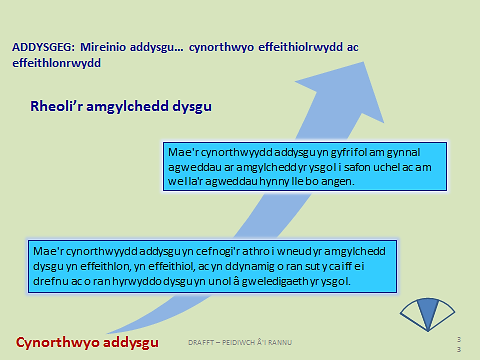 ADDYSGEG: Mireinio addysgu… cynorthwyo effeithiolrwydd ac
effeithlonrwydd
Rheoli'r amgylchedd dysgu
Mae'r cynorthwyydd addysgu yn gyfrifol am gynnal
agweddau ar amgylchedd yr ysgol i safon uchel ac am
wella'r agweddau hynny lle bo angen.
Mae'r cynorthwyydd addysgu yn cefnogi'r athro i wneud yr amgylchedd
dysgu yn effeithlon, yn effeithiol, ac yn ddynamig o ran sut y caiff ei
drefnu ac o ran hyrwyddo dysgu yn unol â gweledigaeth yr ysgol.
Cynorthwyo addysgu
DRAFFT – PEIDIWCH Â'I RANNU
3
3